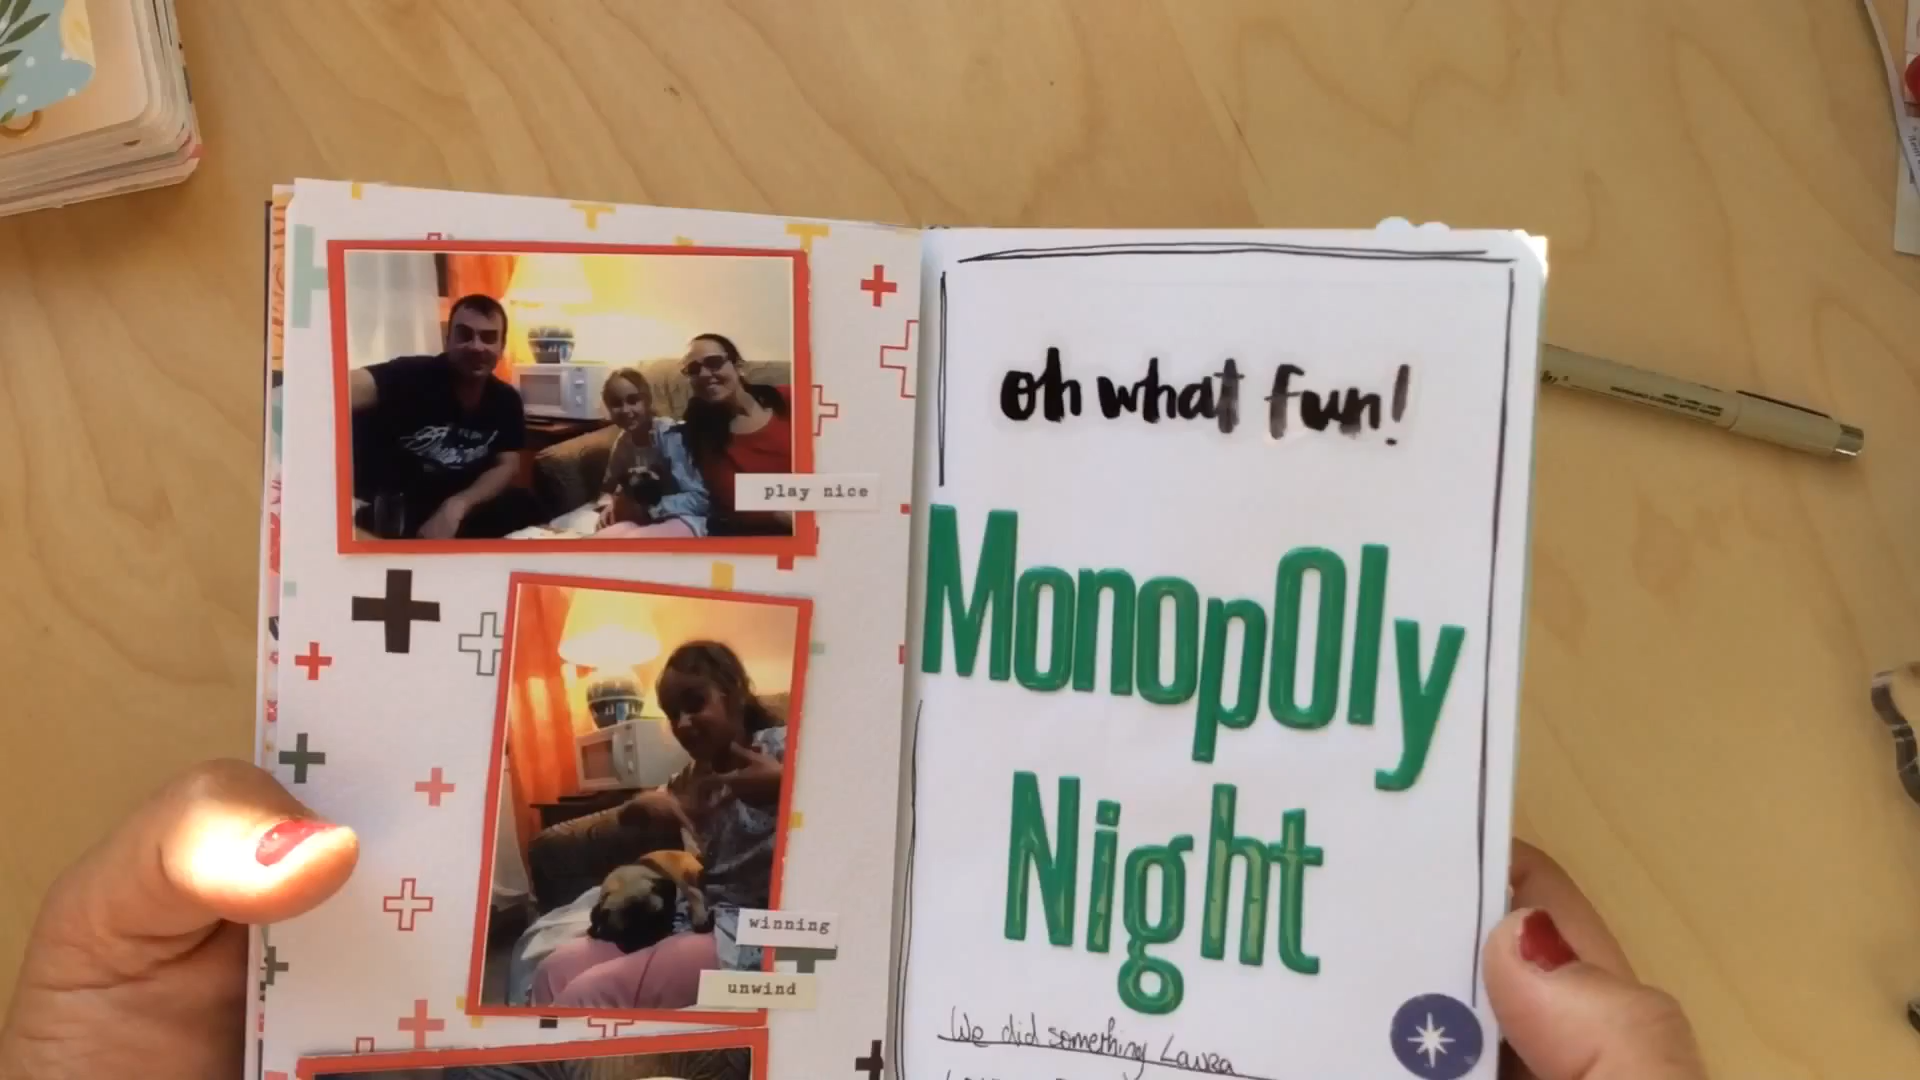 play nice
winning
unwind
oh what fun!
MonopOly
Night
We did something Laura